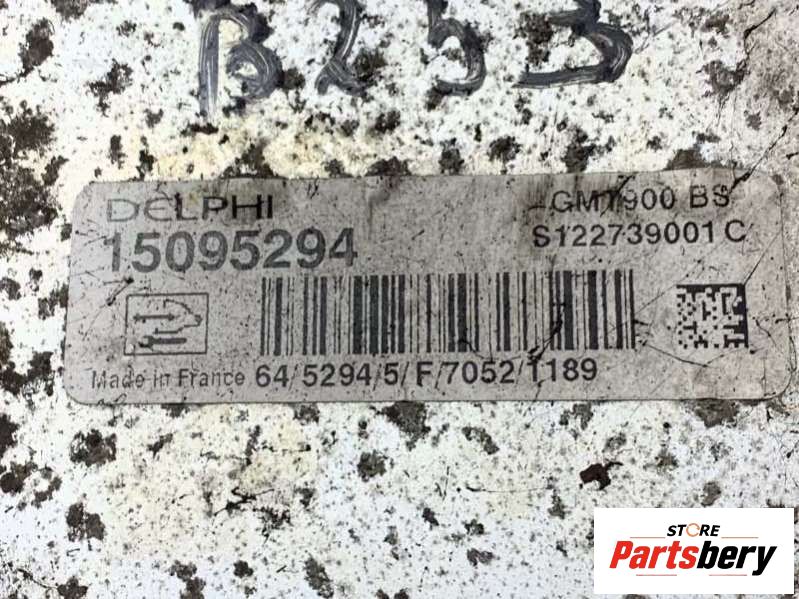 B253
DELPHI
GMT900 BS
15095294
S122739001 C
Made in France 64/5294/5/F/7052/1189
STORE
Partsbery